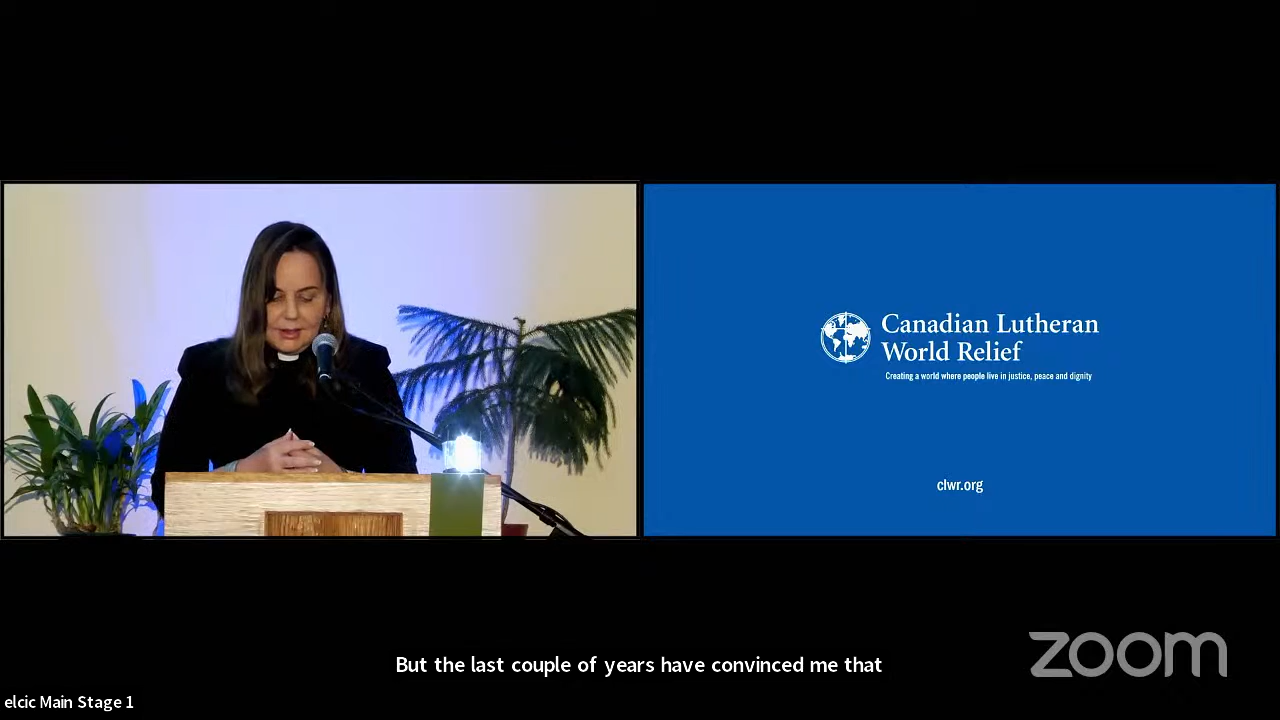 Canadian Lutheran
World Relief
Creating a world where people live in justice, peace and dignity
clwr.org
But the last couple of years have convinced me that
zoom
elcic Main Stage 1